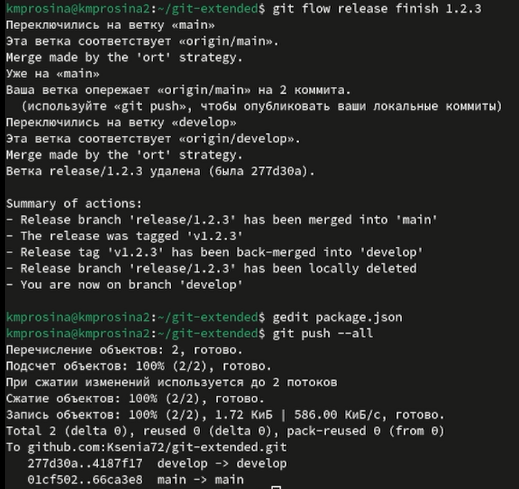 kmprosina@kmprosina2:~/git-extended$ git flow release finish 1.2.3
Переключились на ветку «main»
Эта ветка соответствует «origin/main».
Merge made by the 'ort' strategy.
Уже на «main»
Ваша ветка опережает «origin/main» на 2 коммита.
  (используйте «git push», чтобы опубликовать ваши локальные коммиты)
Переключились на ветку «develop»
Эта ветка соответствует «origin/develop».
Merge made by the 'ort' strategy.
Ветка release/1.2.3 удалена (была 277d30a).

Summary of actions:
- Release branch 'release/1.2.3' has been merged into 'main'
- The release was tagged 'v1.2.3'
- Release tag 'v1.2.3' has been back-merged into 'develop'
- Release branch 'release/1.2.3' has been locally deleted
- You are now on branch 'develop'

kmprosina@kmprosina2:~/git-extended$ gedit package.json
kmprosina@kmprosina2:~/git-extended$ git push --all
Перечисление объектов: 2, готово.
Подсчет объектов: 100% (2/2), готово.
При сжатии изменений используется до 2 потоков
Сжатие объектов: 100% (2/2), готово.
Запись объектов: 100% (2/2), 1.72 КиБ | 586.00 КиБ/с, готово.
Total 2 (delta 0), reused 0 (delta 0), pack-reused 0 (from 0)
To github.com:Ksenia72/git-extended.git
   277d30a..4187f17  develop -> develop
   01cf502..66ca3e8  main -> main